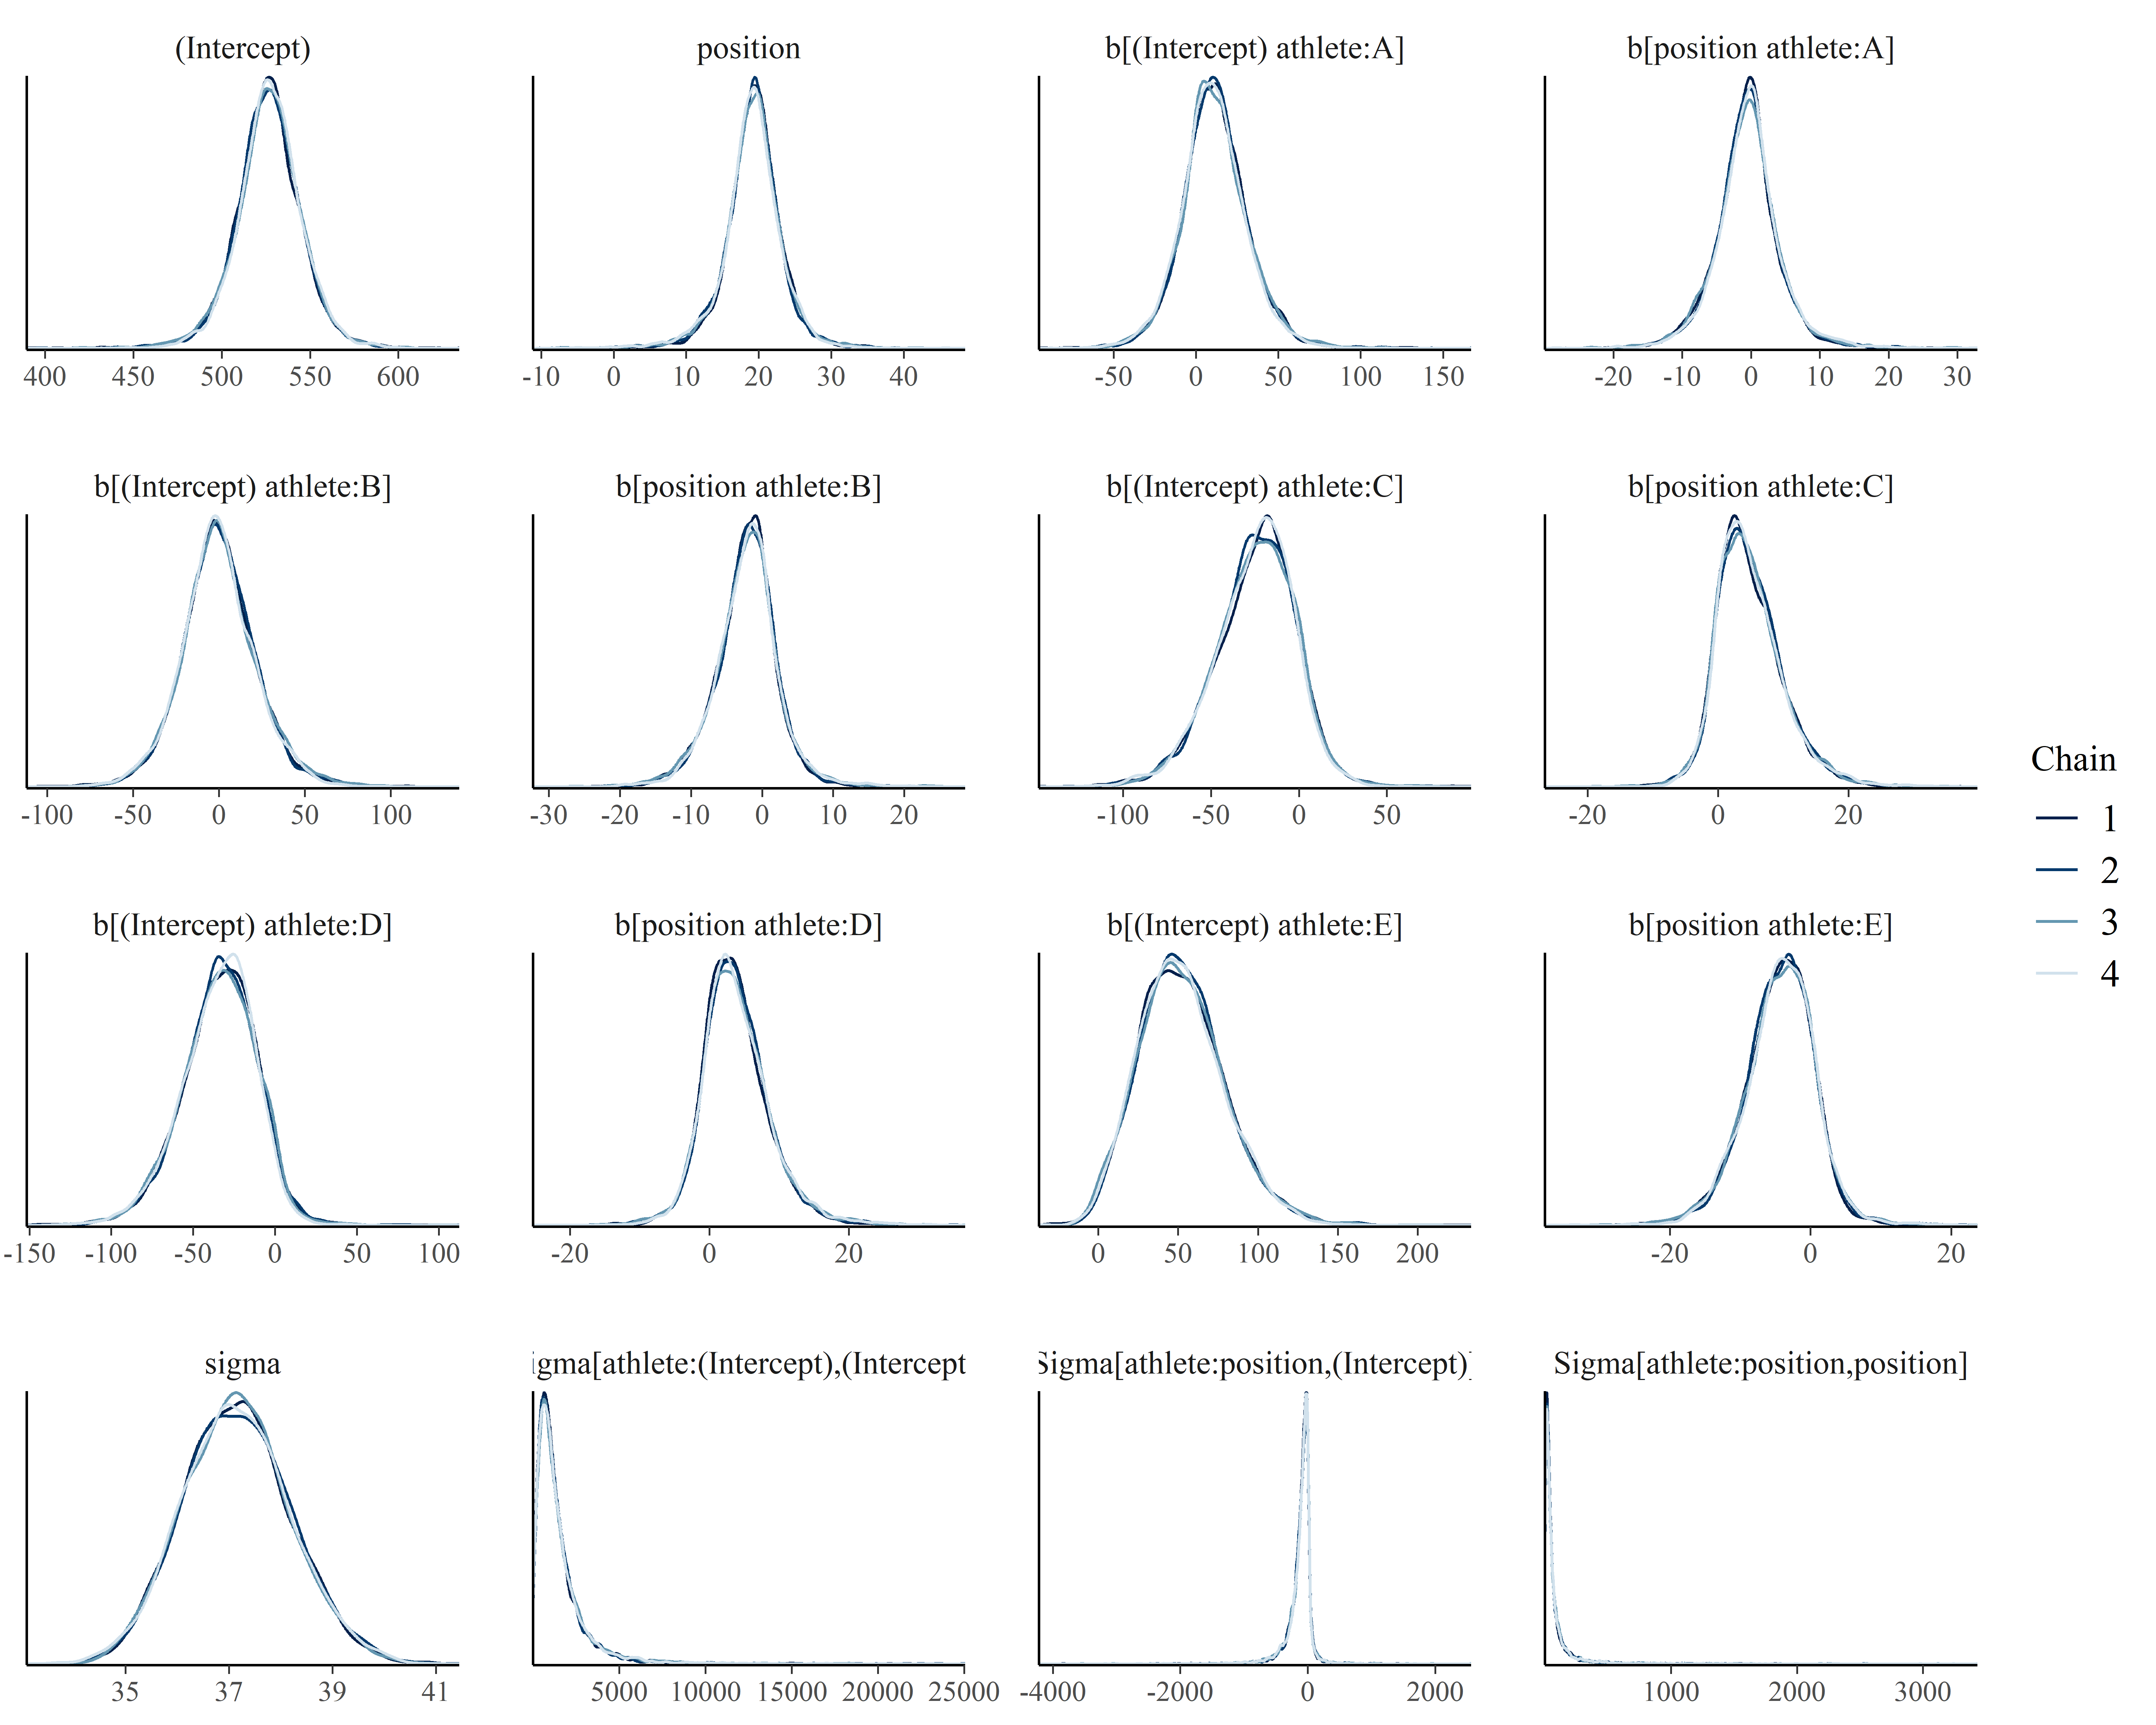 (Intercept) position b[(Intercept) athlete:A] b[position athlete:A]
400 450 500 550 600 -10 0 10 20 30 40 -50 0 50 100 150 -20 -10 0 10 20 30
b[(Intercept) athlete:B] b[position athlete:B] b[(Intercept) athlete:C] b[position athlete:C]
-100 -50 0 50 100 -30 -20 -10 0 10 20 -100 -50 0 50 -20 0 20
Chain
1
2
3
4
b[(Intercept) athlete:D] b[position athlete:D] b[(Intercept) athlete:E] b[position athlete:E]
-150 -100 -50 0 50 100 -20 0 20 0 50 100 150 200 -20 0 20
sigma igma[athlete:(Intercept),(Intercept Sigma[athlete:position,(Intercept)] Sigma[athlete:position,position]
35 37 39 41 5000 10000 15000 20000 25000 -4000 -2000 0 2000 1000 2000 3000